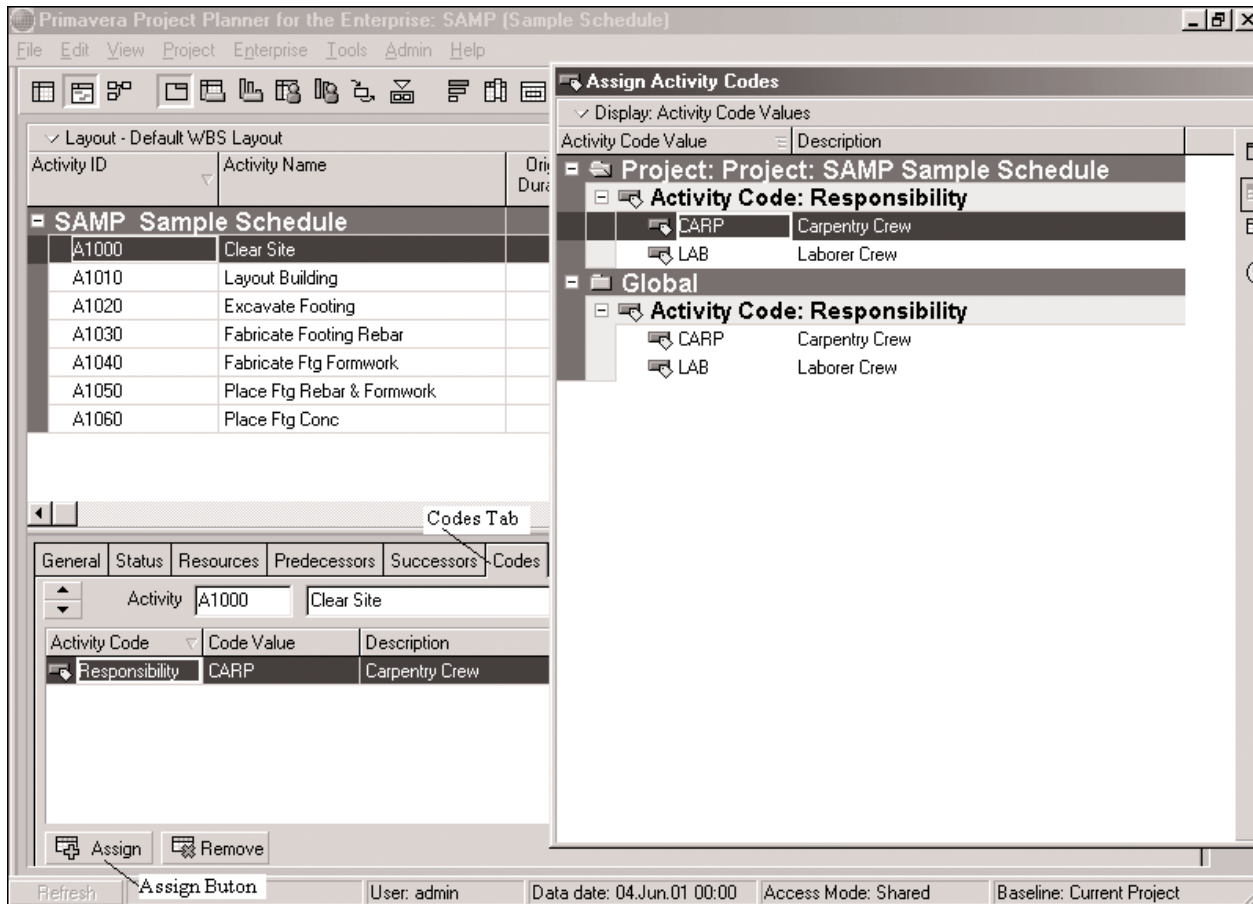 Primavera Project Planner for the Enterprise: SAMP (Sample Schedule)
File Edit View Project Enterprise Tools Admin Help
Layout - Default WBS Layout
Activity ID Activity Name
SAMP Sample Schedule
A1000 Clear Site
A1010 Layout Building
A1020 Excavate Footing
A1030 Fabricate Footing Rebar
A1040 Fabricate Ftg Formwork
A1050 Place Ftg Rebar & Formwork
A1060 Place Ftg Conc
Assign Activity Codes
Display: Activity Code Values
Activity Code Value Description
Project: Project: SAMP Sample Schedule
Activity Code: Responsibility
CARP Carpentry Crew
LAB Laborer Crew
Global
Activity Code: Responsibility
CARP Carpentry Crew
LAB Laborer Crew
Codes Tab
General Status Resources Predecessors Successors Codes
Activity A1000 Clear Site
Activity Code Code Value Description
Responsibility CARP Carpentry Crew
Assign Remove
Assign Buton
Refresh User: admin Data date: 04.Jun.01 00:00 Access Mode: Shared Baseline: Current Project